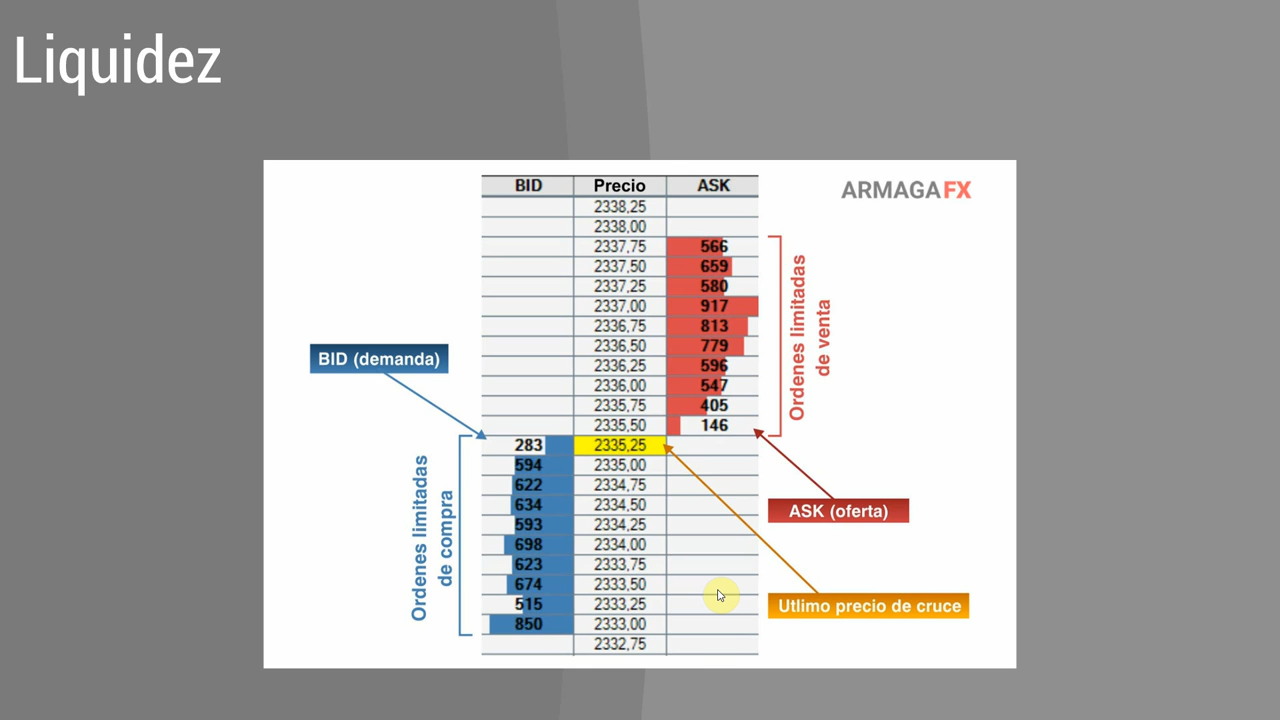 Liquidez
ARMAGAFX
BID Precio ASK
2338,25
2338,00
2337,75 566
2337,50 659
2337,25 580
2337,00 917
2336,75 813
2336,50 779
2336,25 596
2336,00 547
2335,75 405
2335,50 146
283 2335,25
594 2335,00
622 2334,75
634 2334,50
593 2334,25
698 2334,00
623 2333,75
674 2333,50
515 2333,25
850 2333,00
2332,75
BID (demanda)
Ordenes limitadas
de compra
Ordenes limitadas
de venta
ASK (oferta)
Utlimo precio de cruce